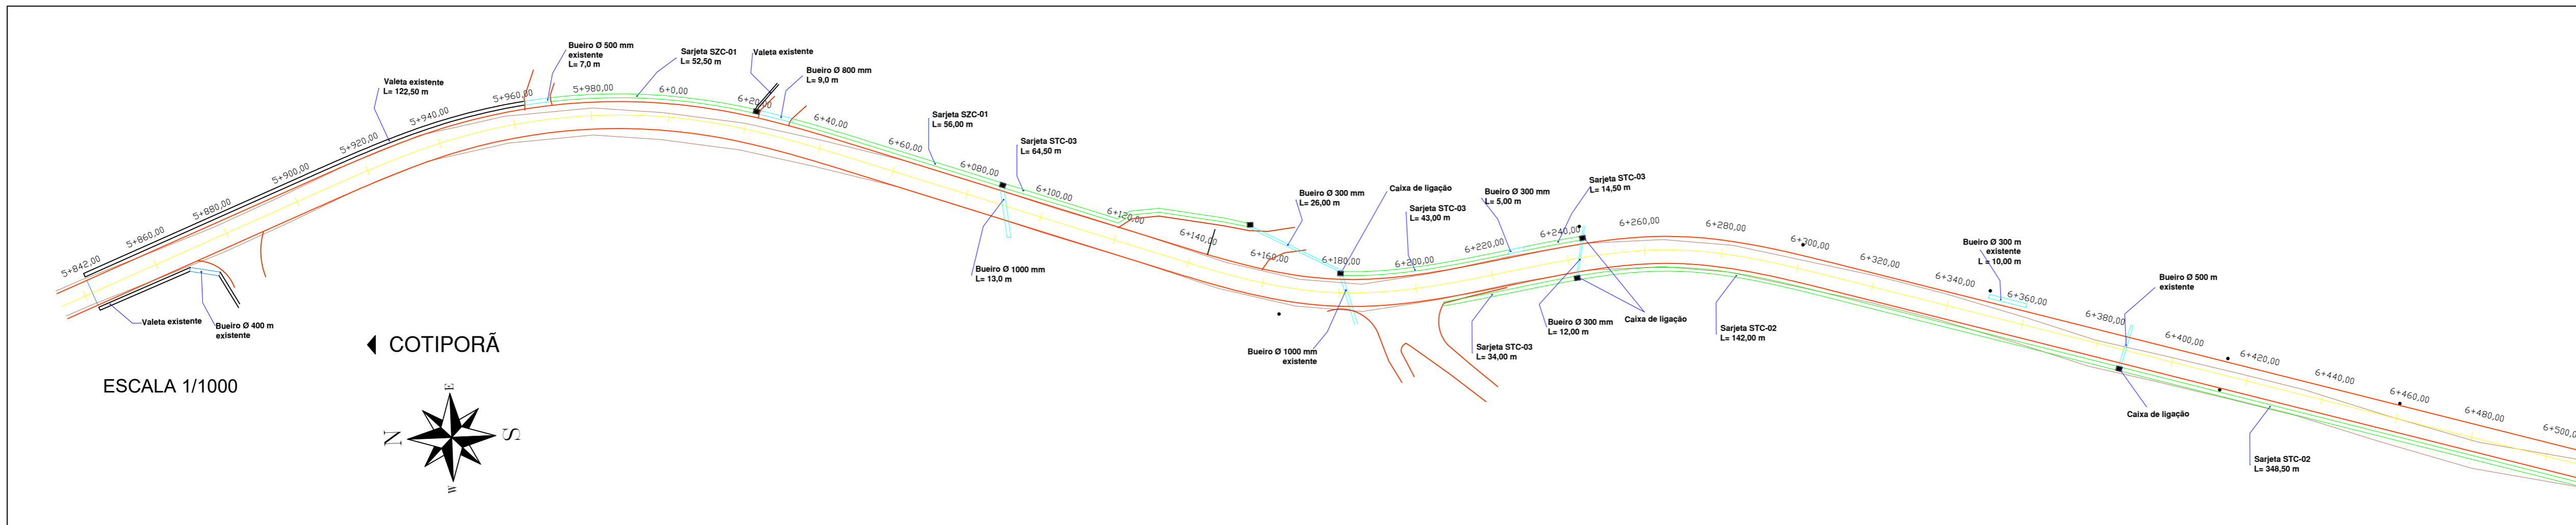 5+842,00
5+860,00
5+880,00
5+900,00
5+920,00
5+940,00
5+960,00
5+980,00
6+0,00
6+20,00
6+40,00
6+60,00
6+080,00
6+100,00
6+120,00
6+140,00
6+160,00
6+180,00
6+200,00
6+220,00
6+240,00
6+260,00
6+280,00
6+300,00
6+320,00
6+340,00
6+360,00
6+380,00
6+400,00
6+420,00
6+440,00
6+460,00
6+480,00
6+500,0
Valeta existente
L= 122,50 m
Bueiro Ø 500 mm
existente
L= 7,0 m
Sarjeta SZC-01
L= 52,50 m
Valeta existente
Bueiro Ø 800 mm
L= 9,0 m
Sarjeta SZC-01
L= 56,00 m
Sarjeta STC-03
L= 64,50 m
Bueiro Ø 1000 mm
L= 13,0 m
Bueiro Ø 300 mm
L= 26,00 m
Caixa de ligação
Sarjeta STC-03
L= 43,00 m
Bueiro Ø 300 mm
L= 5,00 m
Sarjeta STC-03
L= 14,50 m
Bueiro Ø 1000 mm
existente
Sarjeta STC-03
L= 34,00 m
Bueiro Ø 300 mm
L= 12,00 m
Caixa de ligação
Sarjeta STC-02
L= 142,00 m
Bueiro Ø 300 m
existente
L = 10,00 m
Bueiro Ø 500 m
existente
Caixa de ligação
Sarjeta STC-02
L= 348,50 m
Valeta existente
Bueiro Ø 400 m
existente
COTIPORÃ
ESCALA 1/1000
E
N
S
W